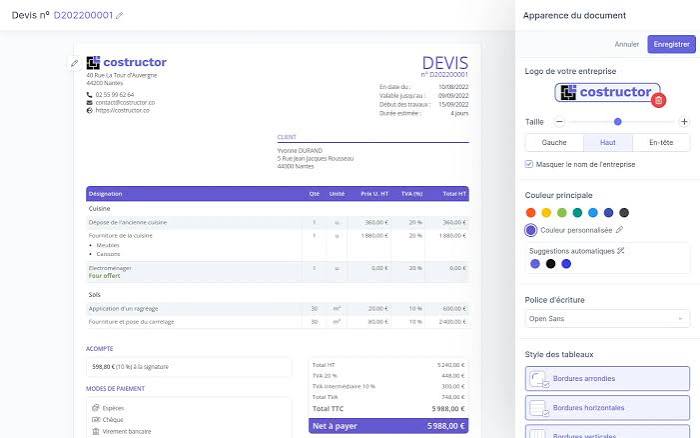 Devis n° D202200001
costructor
40 Rue La Tour d'Auvergne
44200 Nantes
02 55 99 62 64
contact@costructor.co
https://costructor.co
DEVIS
n° D202200001
En date du : 10/08/2022
Valable jusqu'au : 09/09/2022
Début des travaux : 15/09/2022
Durée estimée : 4 jours
CLIENT
Yvonne DURAND
5 Rue Jean Jacques Rousseau
44000 Nantes
Désignation Qté Unité Prix U. HT TVA (%) Total HT
Cuisine
Dépose de l'ancienne cuisine 1 u. 360,00 € 20 % 360,00 €
Fourniture de la cuisine 1 u. 1 880,00 € 20 % 1 880,00 €
• Meubles
• Caissons
Electroménager 1 u. 0,00 € 20 % 0,00 €
Four offert
Sols
Application d'un ragréage 30 m² 20,00 € 10 % 600,00 €
Fourniture et pose du carrelage 30 m² 80,00 € 10 % 2 400,00 €
ACOMPTE
598,80 € (10 %) à la signature
MODES DE PAIEMENT
Espèces
Chèque
Virement bancaire
Total HT 5 240,00 €
TVA 20 % 448,00 €
TVA intermédiaire 10 % 300,00 €
Total TVA 748,00 €
Total TTC 5 988,00 €
Net à payer 5 988,00 €
Apparence du document
Annuler Enregistrer
Logo de votre entreprise
costructor
Taille
Gauche Haut En-tête
Masquer le nom de l'entreprise
Couleur principale
Couleur personnalisée
Suggestions automatiques
Police d'écriture
Open Sans
Style des tableaux
Bordures arrondies
Bordures horizontales
Bordures verticales